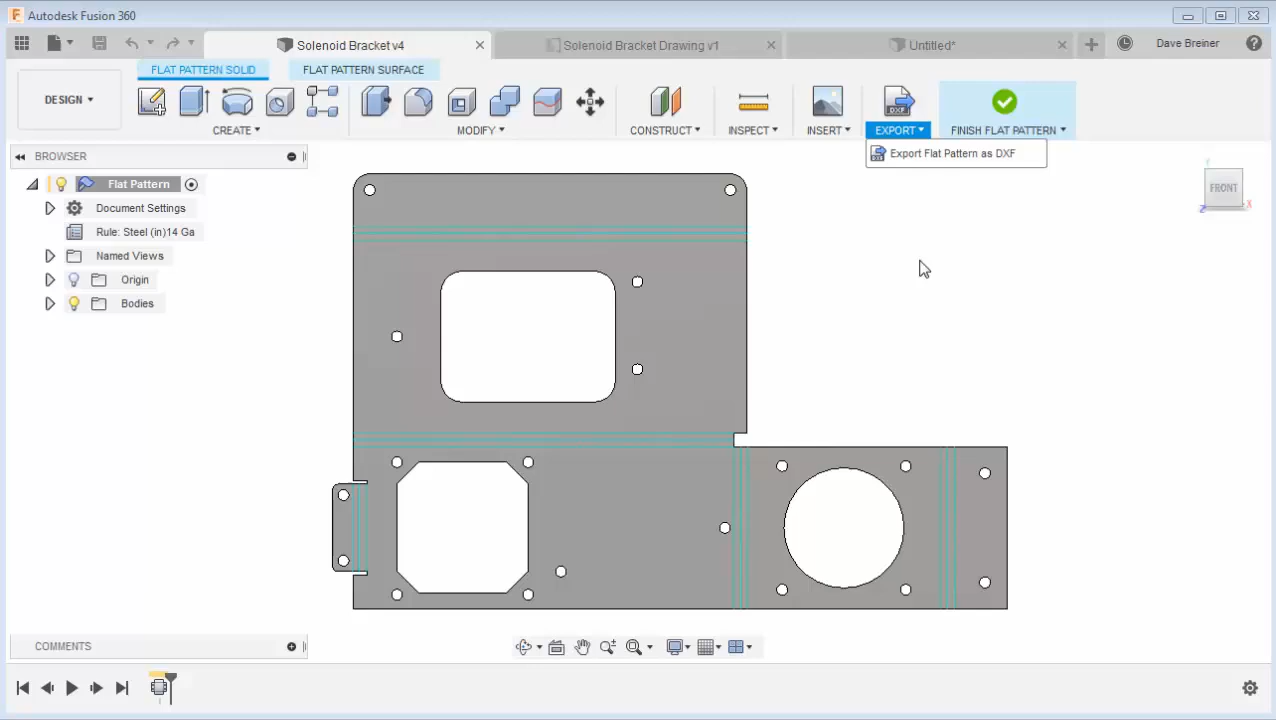 Autodesk Fusion 360
Solenoid Bracket v4
Solenoid Bracket Drawing v1
Untitled*
Dave Breiner
FLAT PATTERN SOLID
FLAT PATTERN SURFACE
DESIGN
CREATE
MODIFY
CONSTRUCT
INSPECT
INSERT
EXPORT
FINISH FLAT PATTERN
Export Flat Pattern as DXF
BROWSER
Flat Pattern
Document Settings
Rule: Steel (in)14 Ga
Named Views
Origin
Bodies
Y
FRONT
Z
X
COMMENTS